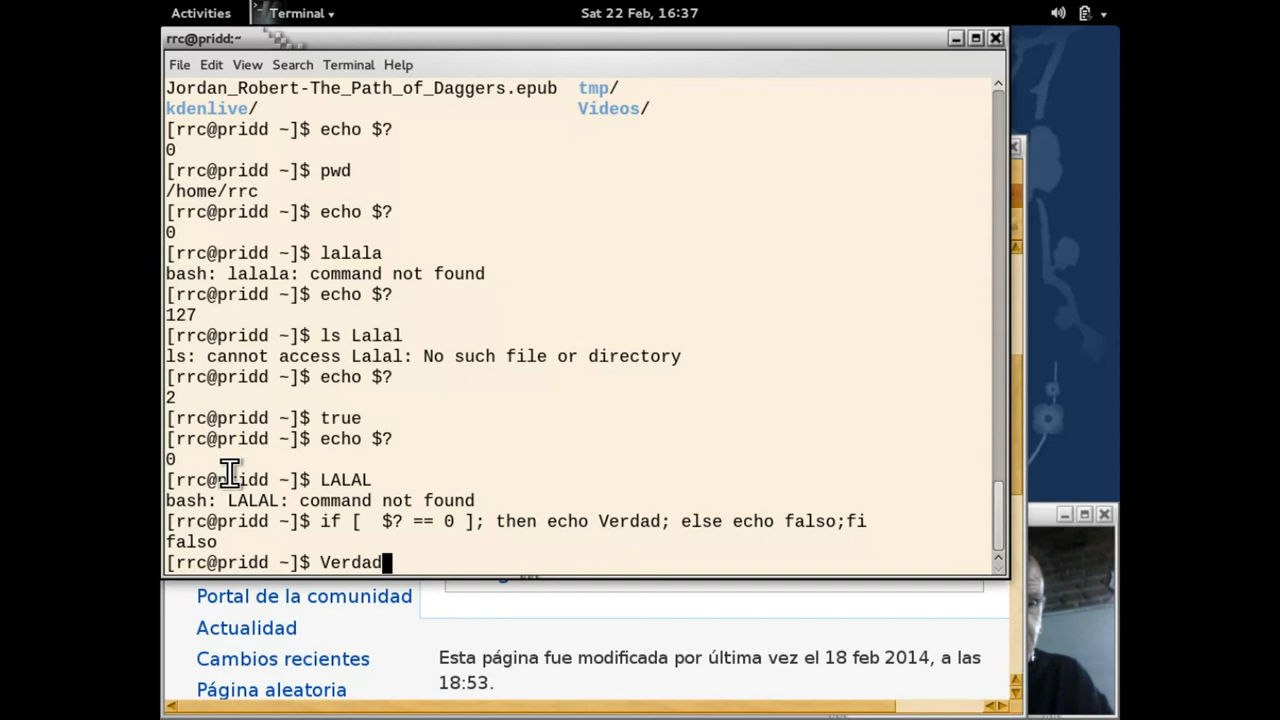 Activities Terminal Sat 22 Feb, 16:37
rrc@pridd:~
File Edit View Search Terminal Help
Jordan_Robert-The_Path_of_Daggers.epub tmp/
kdenlive/ Videos/
[rrc@pridd ~]$ echo $?
0
[rrc@pridd ~]$ pwd
/home/rrc
[rrc@pridd ~]$ echo $?
0
[rrc@pridd ~]$ lalala
bash: lalala: command not found
[rrc@pridd ~]$ echo $?
127
[rrc@pridd ~]$ ls Lalal
ls: cannot access Lalal: No such file or directory
[rrc@pridd ~]$ echo $?
2
[rrc@pridd ~]$ true
[rrc@pridd ~]$ echo $?
0
[rrc@pridd ~]$ LALAL
bash: LALAL: command not found
[rrc@pridd ~]$ if [  $? == 0 ]; then echo Verdad; else echo falso;fi
falso
[rrc@pridd ~]$ Verdad
Portal de la comunidad
Actualidad
Cambios recientes
Página aleatoria
Esta página fue modificada por última vez el 18 feb 2014, a las
18:53.